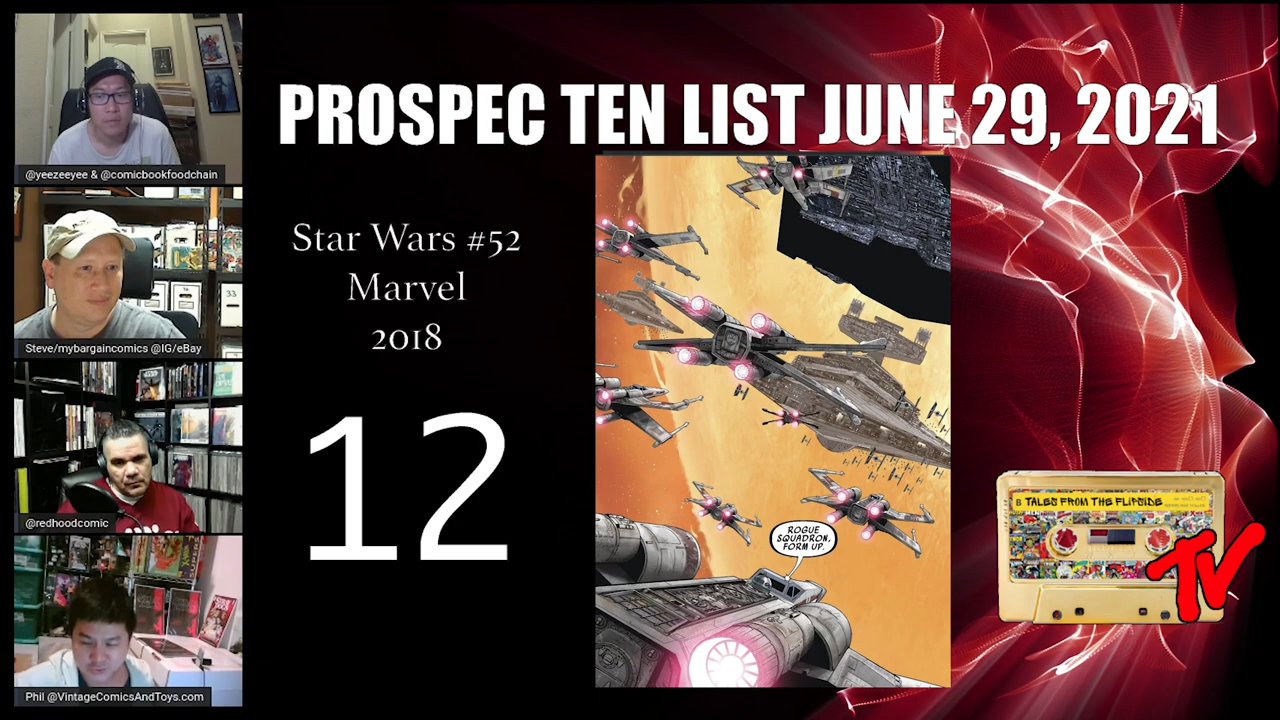 PROSPEC TEN LIST JUNE 29, 2021
@yeezeeyee & @comicbookfoodchain
Steve/mybargaincomics @IG/eBay
33
@redhoodcomic
Phil @VintageComicsAndToys.com
Star Wars #52
Marvel
2018
12
ROGUE
SQUADRON,
FORM UP.
B TALES FROM THE FLIPSIDE
TV